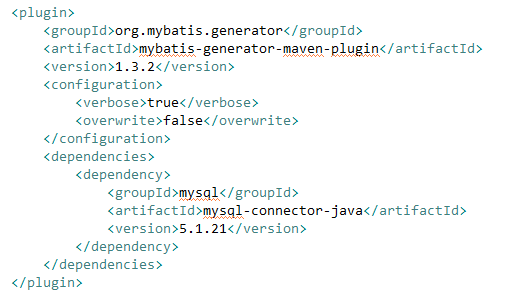 <plugin>
    <groupId>org.mybatis.generator</groupId>
    <artifactId>mybatis-generator-maven-plugin</artifactId>
    <version>1.3.2</version>
    <configuration>
        <verbose>true</verbose>
        <overwrite>false</overwrite>
    </configuration>
    <dependencies>
        <dependency>
            <groupId>mysql</groupId>
            <artifactId>mysql-connector-java</artifactId>
            <version>5.1.21</version>
        </dependency>
    </dependencies>
</plugin>